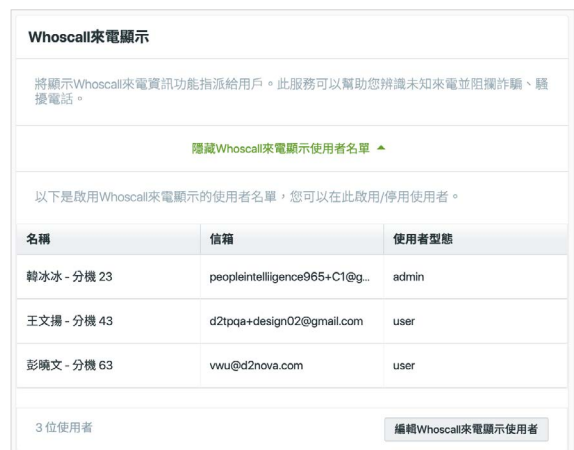 Whoscall來電顯示
將顯示Whoscall來電資訊功能指派給用戶。此服務可以幫助您辨識未知來電並阻攔詐騙、騷
擾電話。
隱藏Whoscall來電顯示使用者名單
以下是啟用Whoscall來電顯示的使用者名單，您可以在此啟用/停用使用者。
名稱 信箱 使用者型態
韓冰冰 - 分機 23 peopleintelliigence965+C1@g... admin
王文揚 - 分機 43 d2tpqa+design02@gmail.com user
彭曉文 - 分機 63 vwu@d2nova.com user
3 位使用者 編輯Whoscall來電顯示使用者